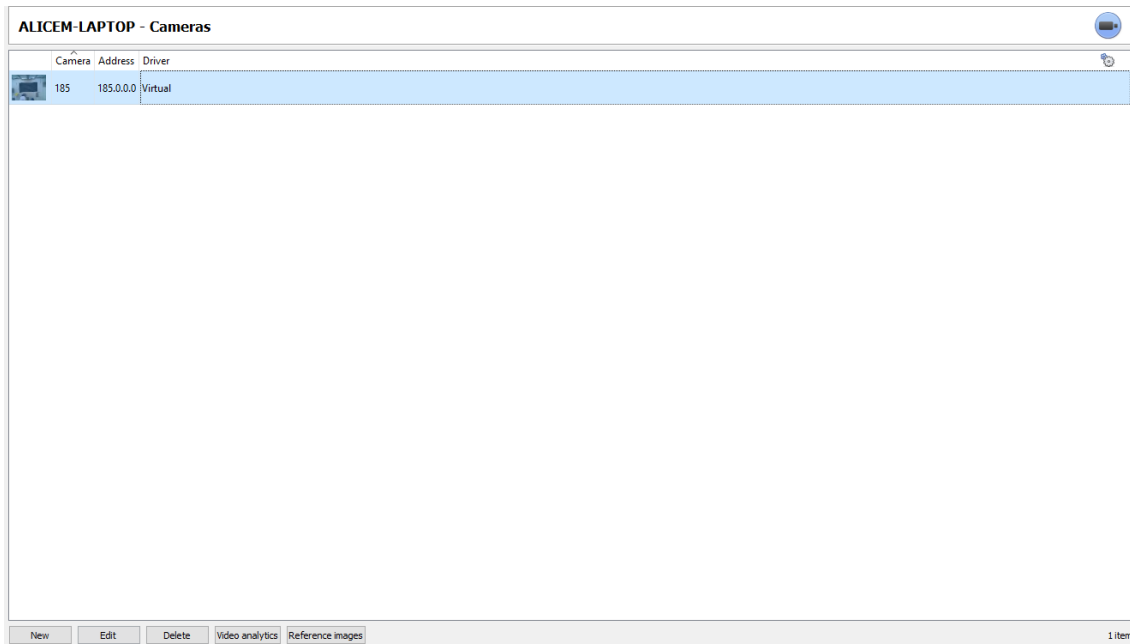 ALICEM-LAPTOP - Cameras
Camera Address Driver
185 185.0.0.0 Virtual
New Edit Delete Video analytics Reference images 1 item